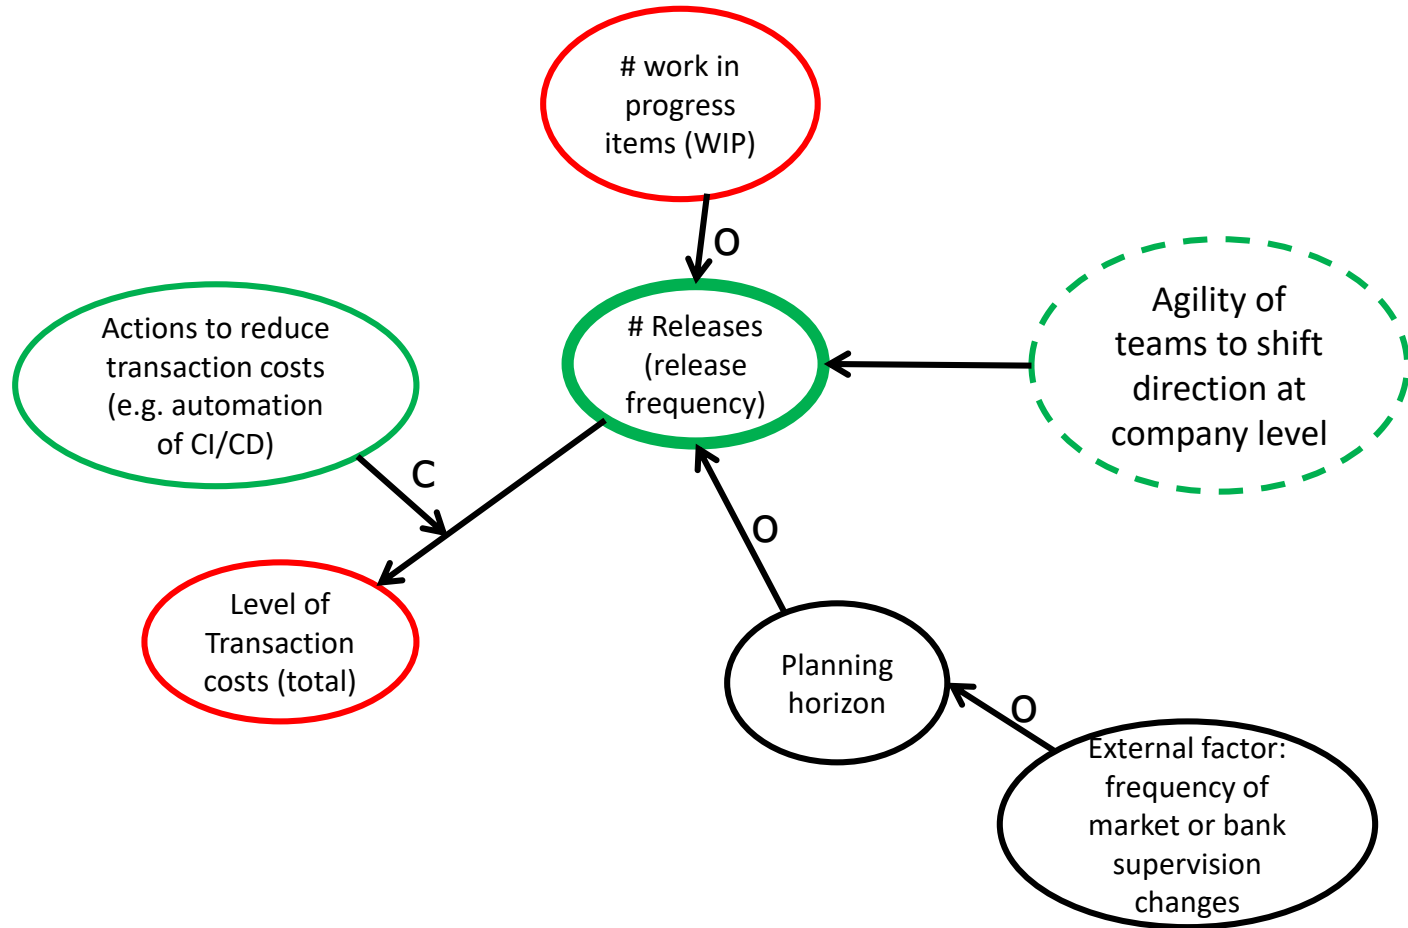 # work in
progress
items (WIP)
O
Actions to reduce
transaction costs
(e.g. automation
of CI/CD)
# Releases
(release
frequency)
Agility of
teams to shift
direction at
company level
C
O
Level of
Transaction
costs (total)
Planning
horizon
O
External factor:
frequency of
market or bank
supervision
changes